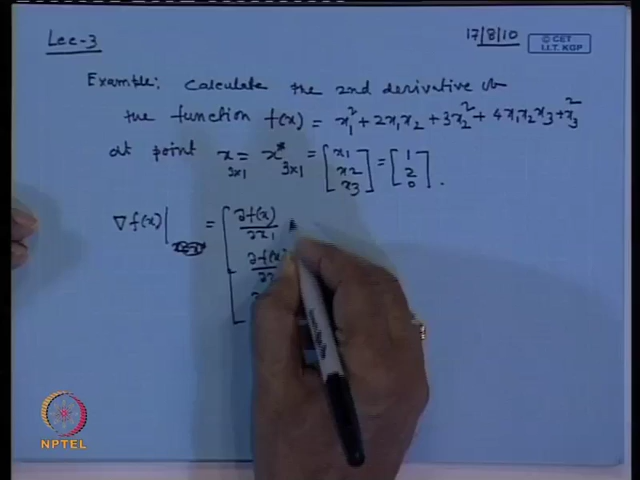 Lec-3
17/8/10
© CET
I.I.T. KGP
Example: Calculate the 2nd derivative of
the function f(x) = x₁² + 2x₁x₂ + 3x₂² + 4x₁x₂x₃ + x₃²
at point x = x* = [x₁ x₂ x₃] = [1 2 0].
3x1 3x1
∇f(x)| = [∂f(x)/∂x₁
∂f(x)
NPTEL